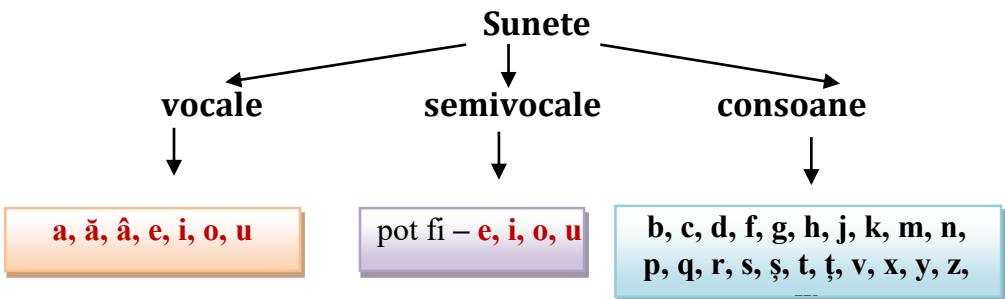 Sunete
vocale semivocale consoane
a, ă, â, e, i, o, u
pot fi – e, i, o, u
b, c, d, f, g, h, j, k, m, n,
p, q, r, s, ș, t, ț, v, x, y, z,